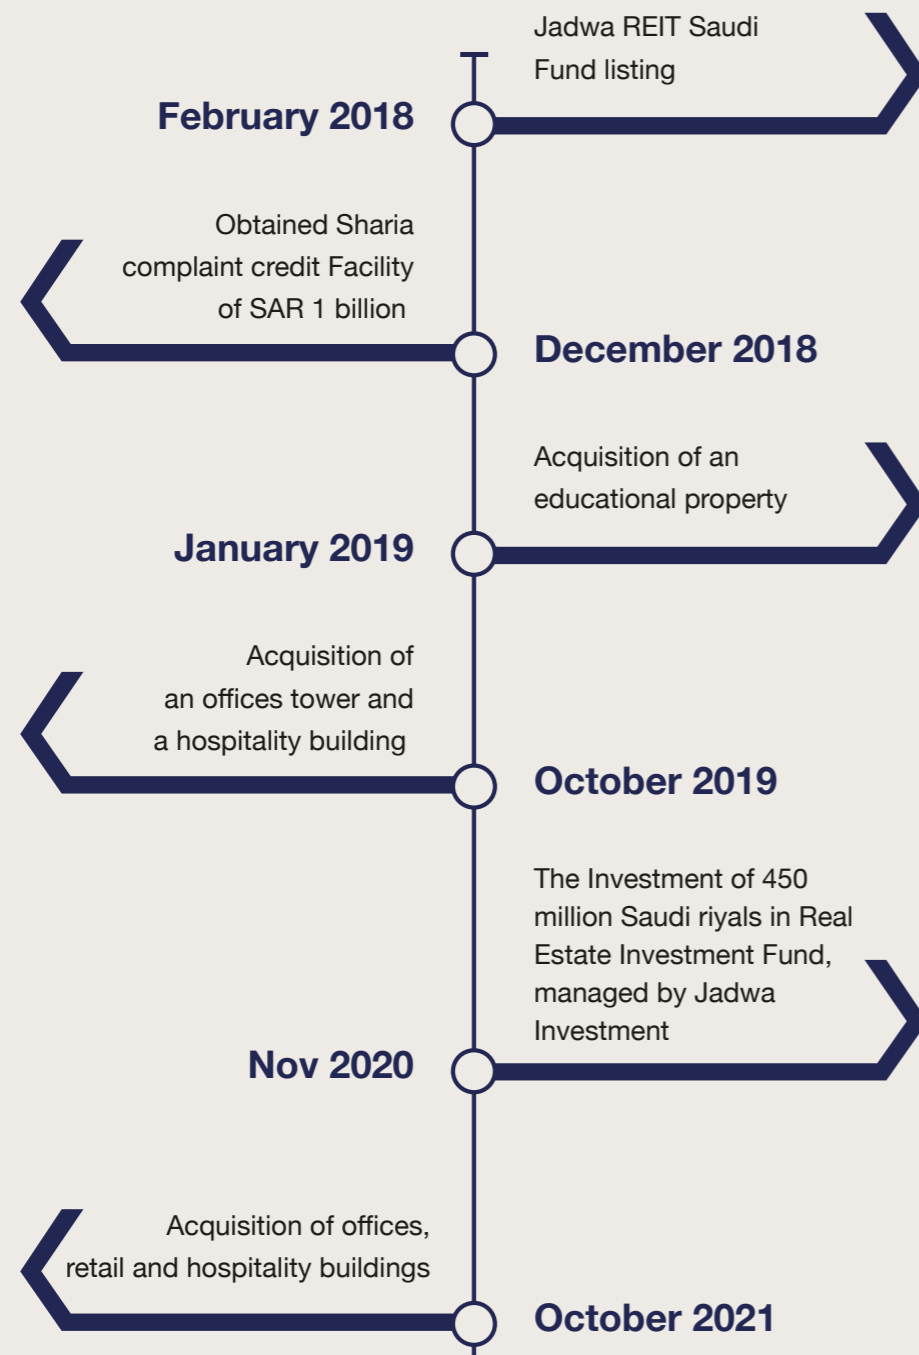 Jadwa REIT Saudi
Fund listing
February 2018
Obtained Sharia
complaint credit Facility
of SAR 1 billion
December 2018
Acquisition of an
educational property
January 2019
Acquisition of
an offices tower and
a hospitality building
October 2019
The Investment of 450
million Saudi riyals in Real
Estate Investment Fund,
managed by Jadwa
Investment
Nov 2020
Acquisition of offices,
retail and hospitality buildings
October 2021